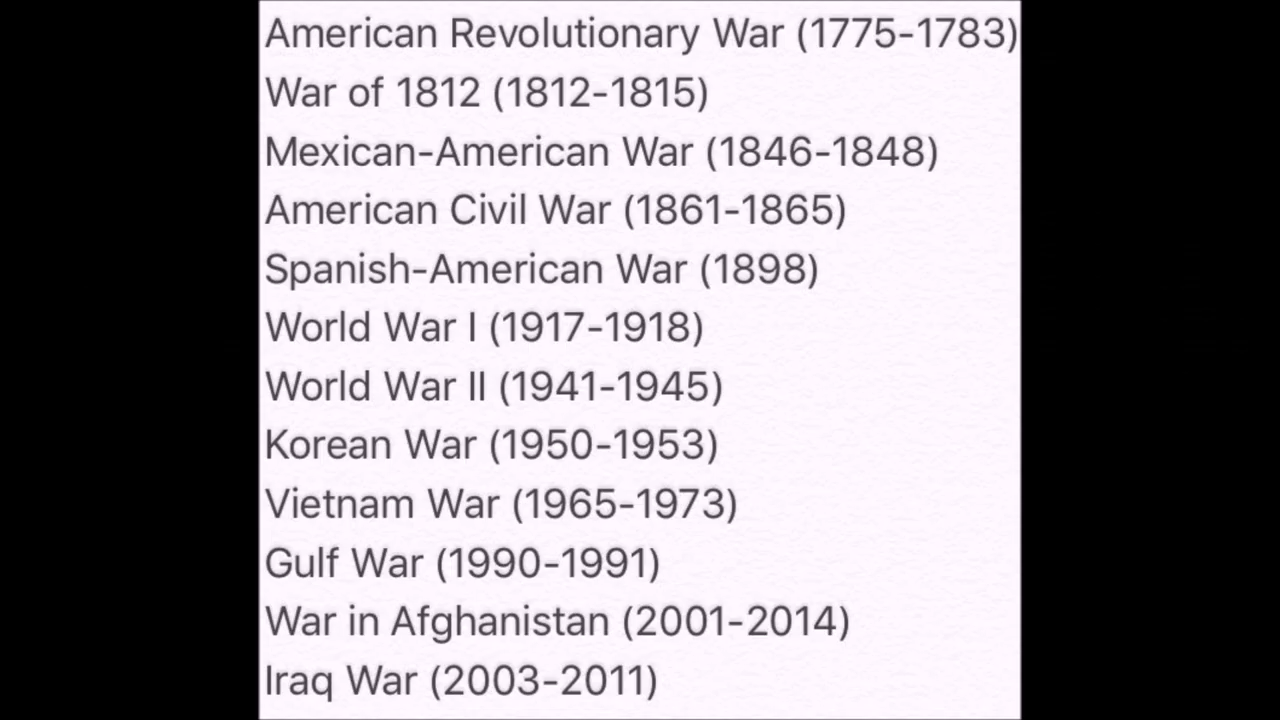 American Revolutionary War (1775-1783)
War of 1812 (1812-1815)
Mexican-American War (1846-1848)
American Civil War (1861-1865)
Spanish-American War (1898)
World War I (1917-1918)
World War II (1941-1945)
Korean War (1950-1953)
Vietnam War (1965-1973)
Gulf War (1990-1991)
War in Afghanistan (2001-2014)
Iraq War (2003-2011)